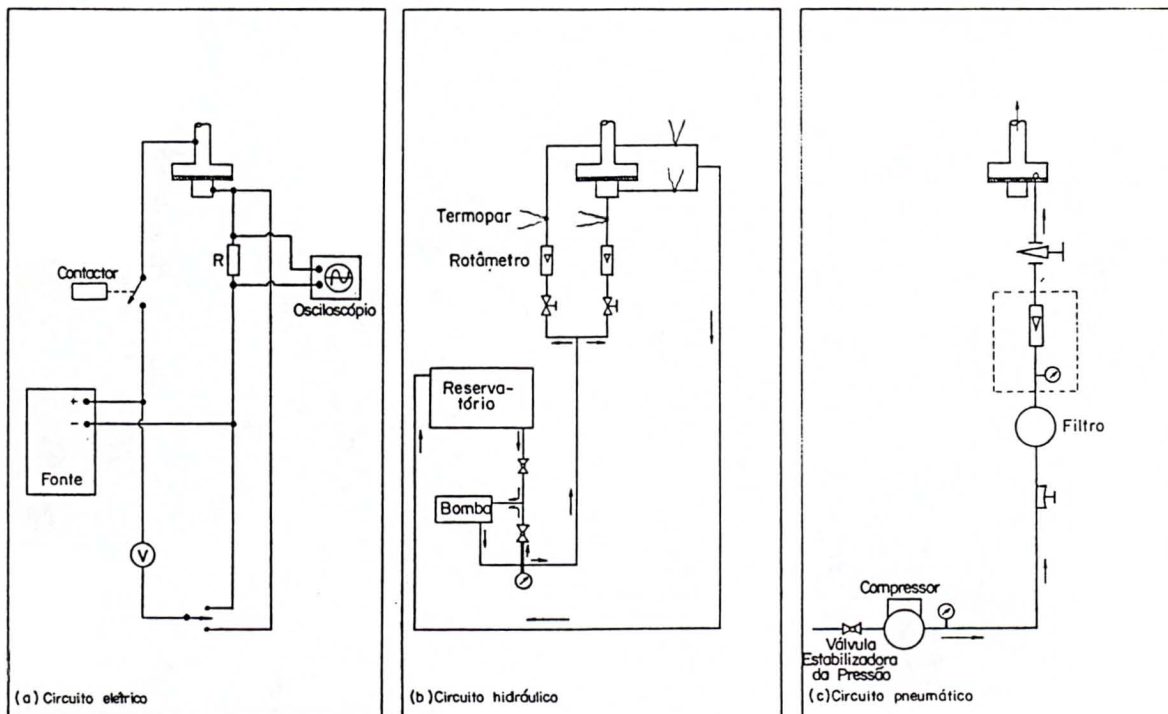 Contactor
R
Osciloscópio
+
-
Fonte
V
(a) Circuito elétrico
Termopar
Rotâmetro
Reserva-
tório
Bomba
(b) Circuito hidráulico
Filtro
Compressor
Válvula
Estabilizadora
da Pressão
(c) Circuito pneumático